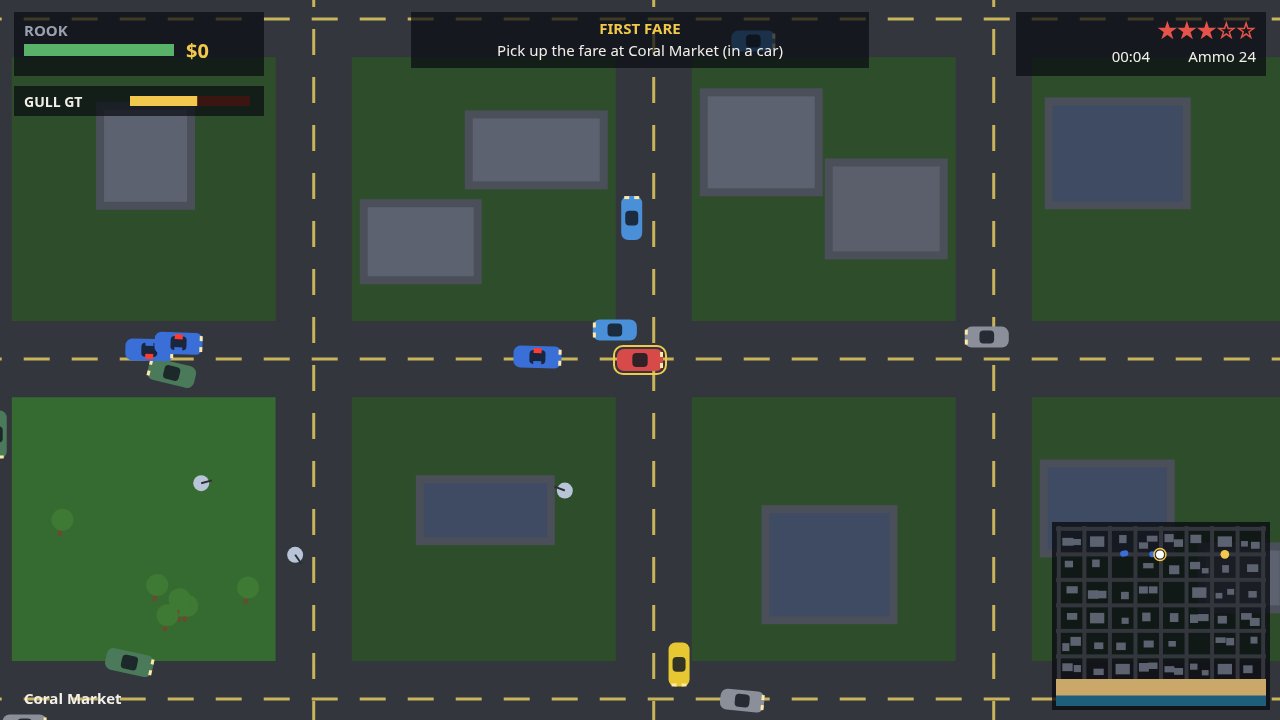 ROOK
$0
GULL GT
FIRST FARE
Pick up the fare at Coral Market (in a car)
00:04 Ammo 24
Coral Market